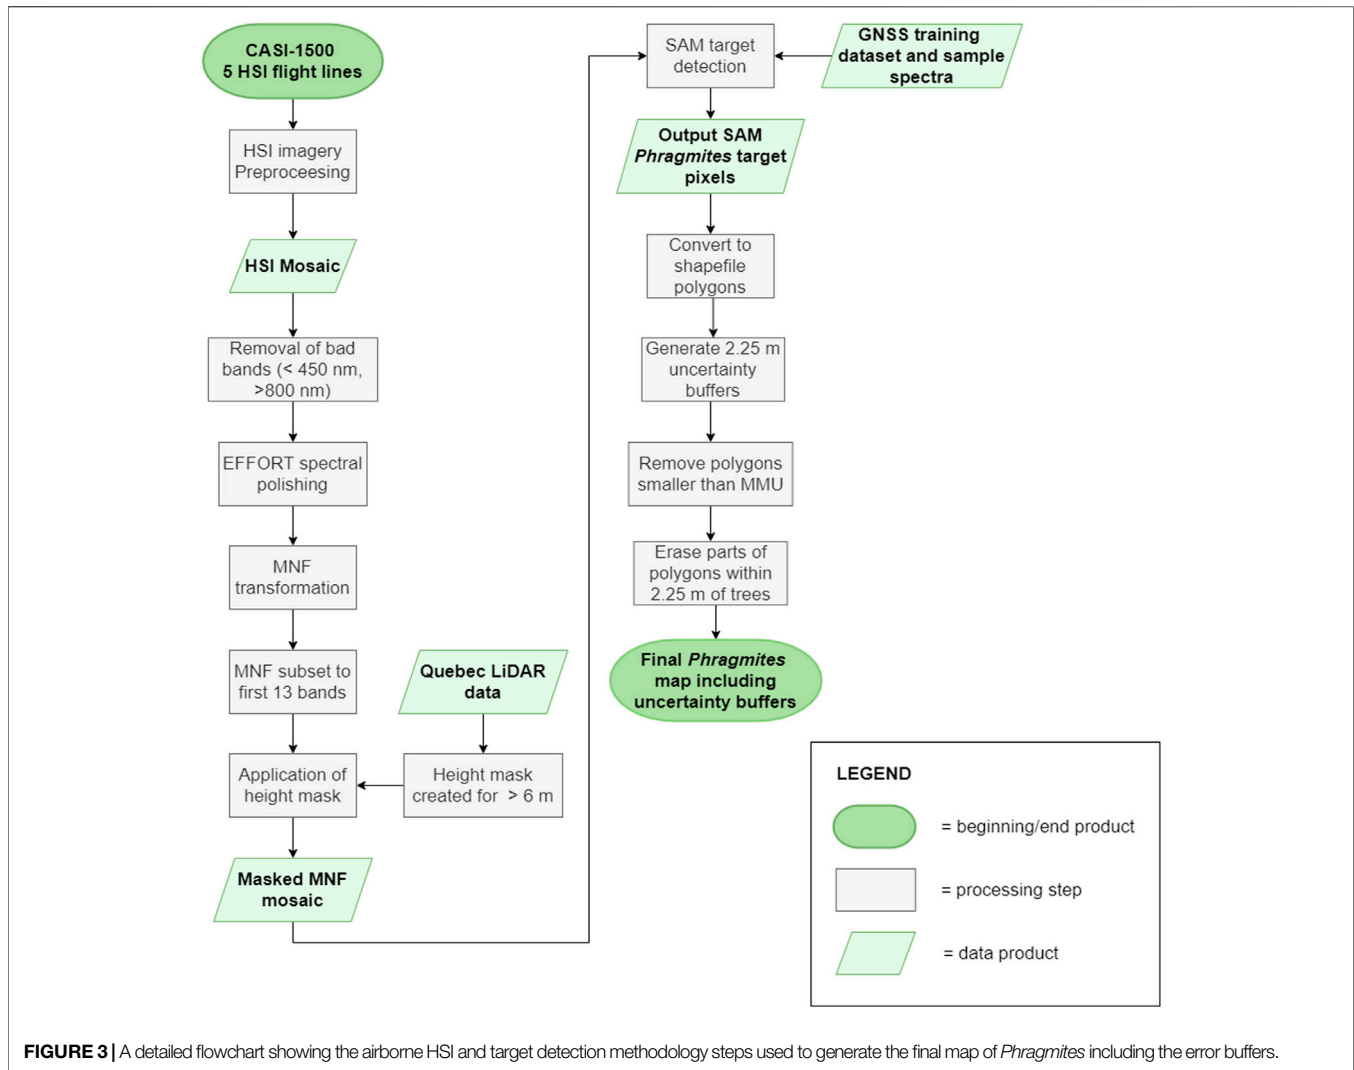 CASI-1500
5 HSI flight lines
HSI imagery
Preproceesing
HSI Mosaic
Removal of bad
bands (< 450 nm,
>800 nm)
EFFORT spectral
polishing
MNF
transformation
MNF subset to
first 13 bands
Quebec LiDAR
data
Application of
height mask
Height mask
created for > 6 m
Masked MNF
mosaic
SAM target
detection
GNSS training
dataset and sample
spectra
Output SAM
Phragmites target
pixels
Convert to
shapefile
polygons
Generate 2.25 m
uncertainty
buffers
Remove polygons
smaller than MMU
Erase parts of
polygons within
2.25 m of trees
Final Phragmites
map including
uncertainty buffers
LEGEND
= beginning/end product
= processing step
= data product
FIGURE 3 | A detailed flowchart showing the airborne HSI and target detection methodology steps used to generate the final map of Phragmites including the error buffers.